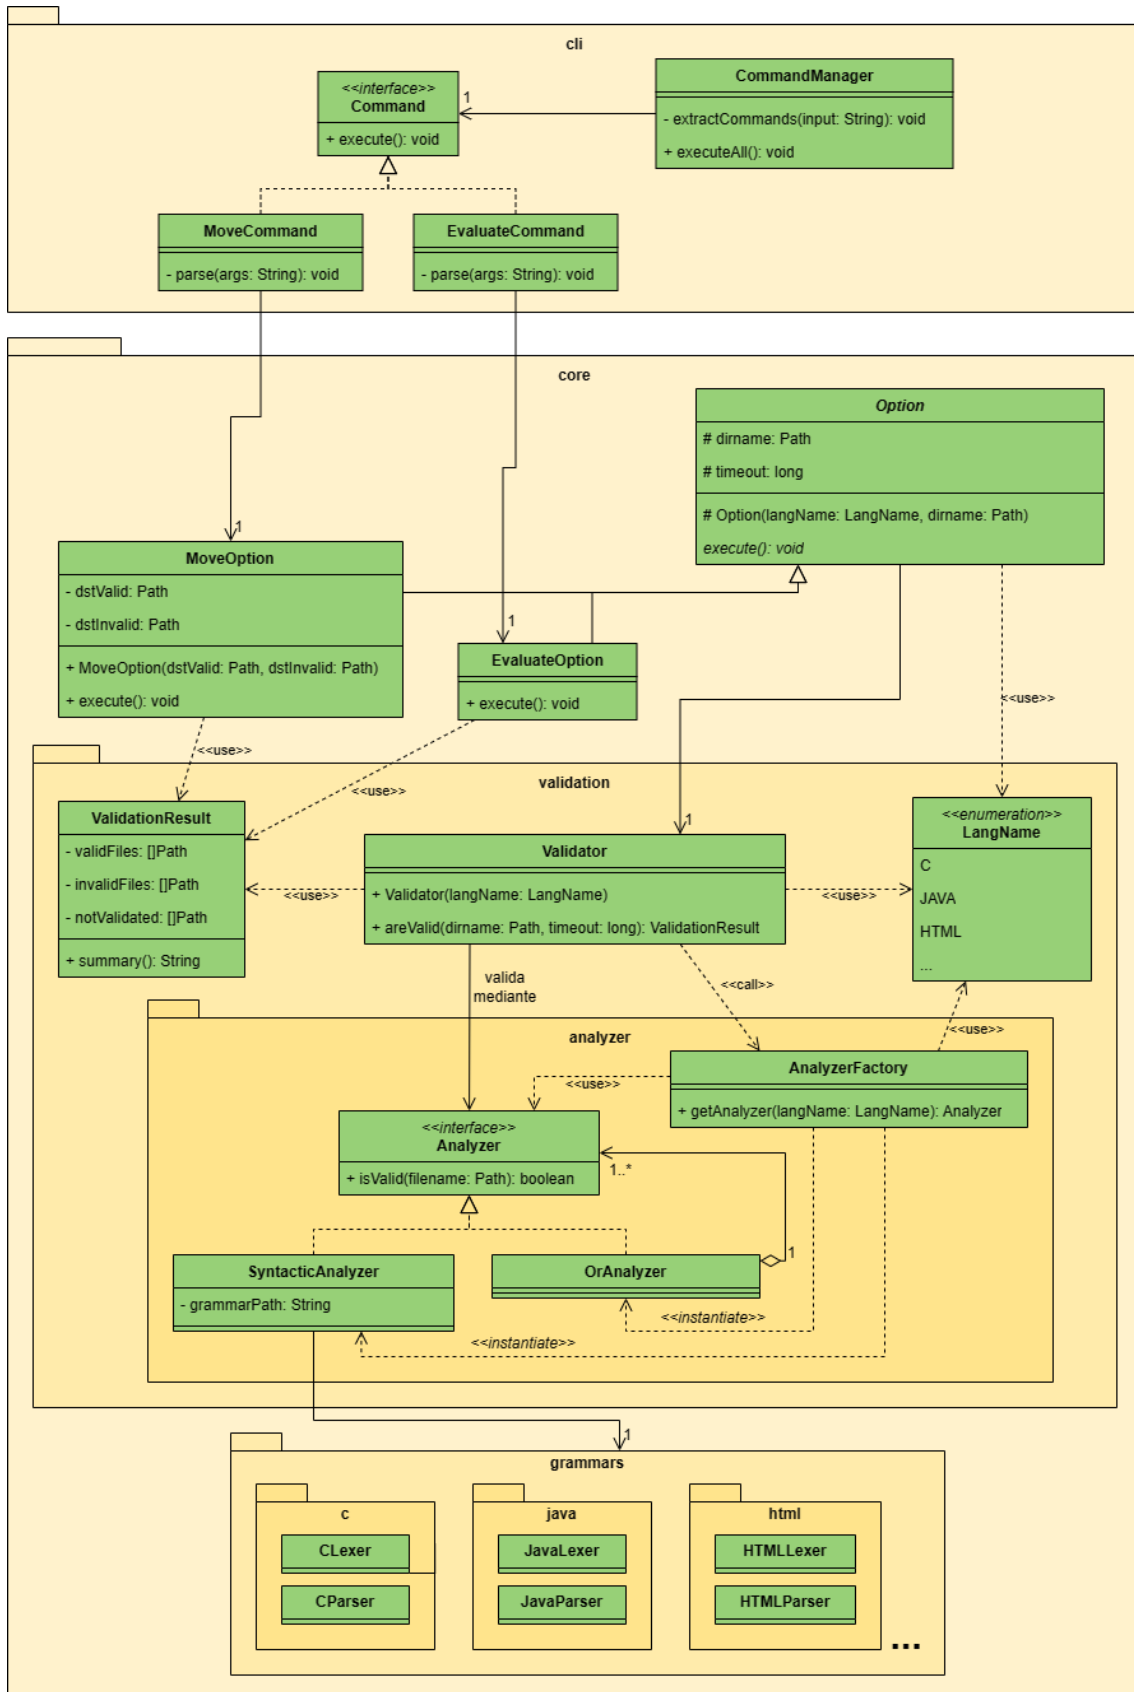 cli
<<interface>>
Command
+ execute(): void
1
CommandManager
- extractCommands(input: String): void
+ executeAll(): void
MoveCommand
- parse(args: String): void
EvaluateCommand
- parse(args: String): void
core
Option
# dirname: Path
# timeout: long
# Option(langName: LangName, dirname: Path)
execute(): void
1
MoveOption
- dstValid: Path
- dstInvalid: Path
+ MoveOption(dstValid: Path, dstInvalid: Path)
+ execute(): void
1
EvaluateOption
+ execute(): void
<<use>>
<<use>>
<<use>>
validation
ValidationResult
- validFiles: []Path
- invalidFiles: []Path
- notValidated: []Path
+ summary(): String
1
Validator
+ Validator(langName: LangName)
+ areValid(dirname: Path, timeout: long): ValidationResult
<<use>>
<<use>>
<<enumeration>>
LangName
C
JAVA
HTML
...
valida
mediante
<<call>>
<<use>>
analyzer
AnalyzerFactory
+ getAnalyzer(langName: LangName): Analyzer
<<use>>
<<interface>>
Analyzer
+ isValid(filename: Path): boolean
1..*
1
SyntacticAnalyzer
- grammarPath: String
OrAnalyzer
<<instantiate>>
<<instantiate>>
1
grammars
c
CLexer
CParser
java
JavaLexer
JavaParser
html
HTMLLexer
HTMLParser
...